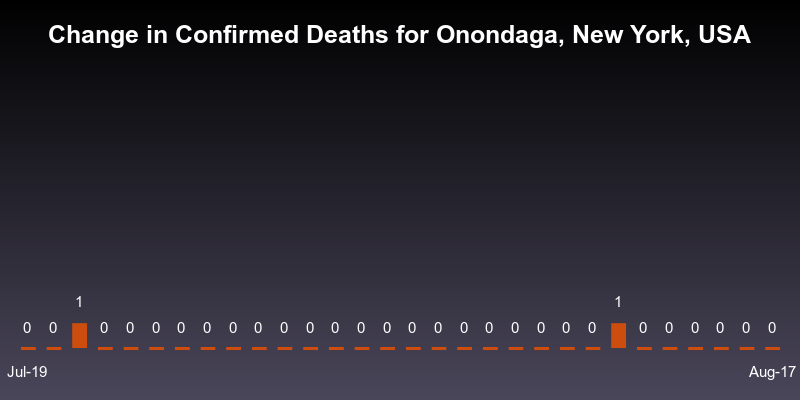 Change in Confirmed Deaths for Onondaga, New York, USA
1 1
0 0 0 0 0 0 0 0 0 0 0 0 0 0 0 0 0 0 0 0 0 0 0 0 0 0 0 0
Jul-19 Aug-17